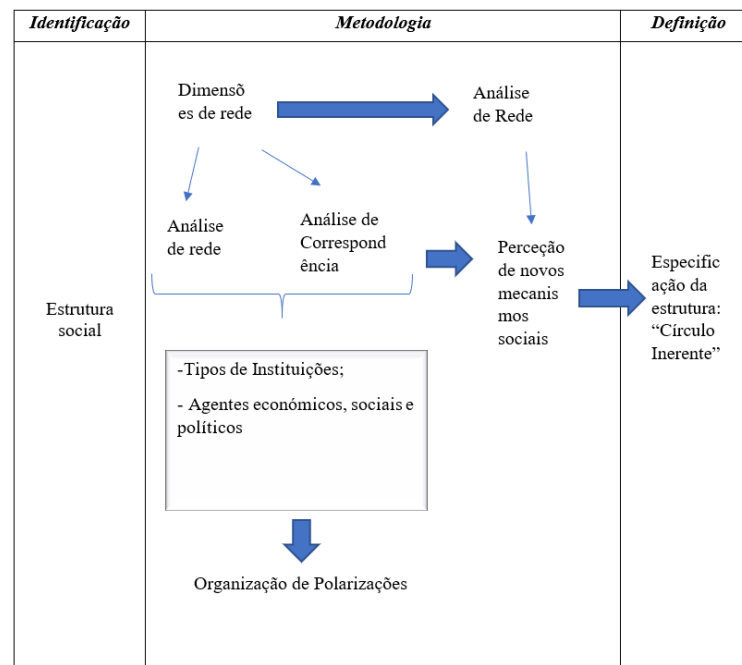 Identificação
Metodologia
Definição
Estrutura
social
Dimensõ
es de rede
Análise
de Rede
Análise
de rede
Análise de
Correspond
ência
Perceção
de novos
mecanis
mos
sociais
-Tipos de Instituições;
- Agentes económicos, sociais e
políticos
Organização de Polarizações
Especific
ação da
estrutura:
“Círculo
Inerente”